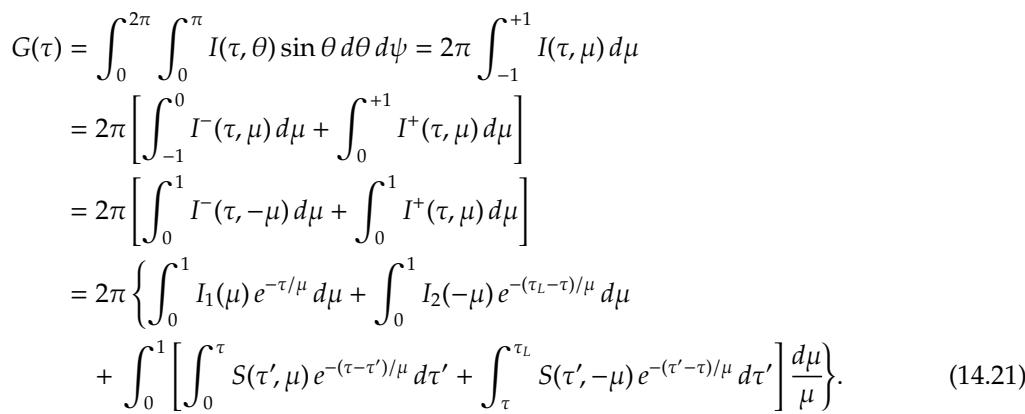 G(τ) = ∫₀^{2π} ∫₀^{π} I(τ, θ) sin θ dθ dψ = 2π ∫_{−1}^{+1} I(τ, μ) dμ
= 2π [ ∫_{−1}^{0} I⁻(τ, μ) dμ + ∫₀^{+1} I⁺(τ, μ) dμ ]
= 2π [ ∫₀^{1} I⁻(τ, −μ) dμ + ∫₀^{1} I⁺(τ, μ) dμ ]
= 2π { ∫₀^{1} I₁(μ) e^{−τ/μ} dμ + ∫₀^{1} I₂(−μ) e^{−(τ_L−τ)/μ} dμ
+ ∫₀^{1} [ ∫₀^{τ} S(τ′, μ) e^{−(τ−τ′)/μ} dτ′ + ∫_{τ}^{τ_L} S(τ′, −μ) e^{−(τ′−τ)/μ} dτ′ ] dμ/μ }. (14.21)